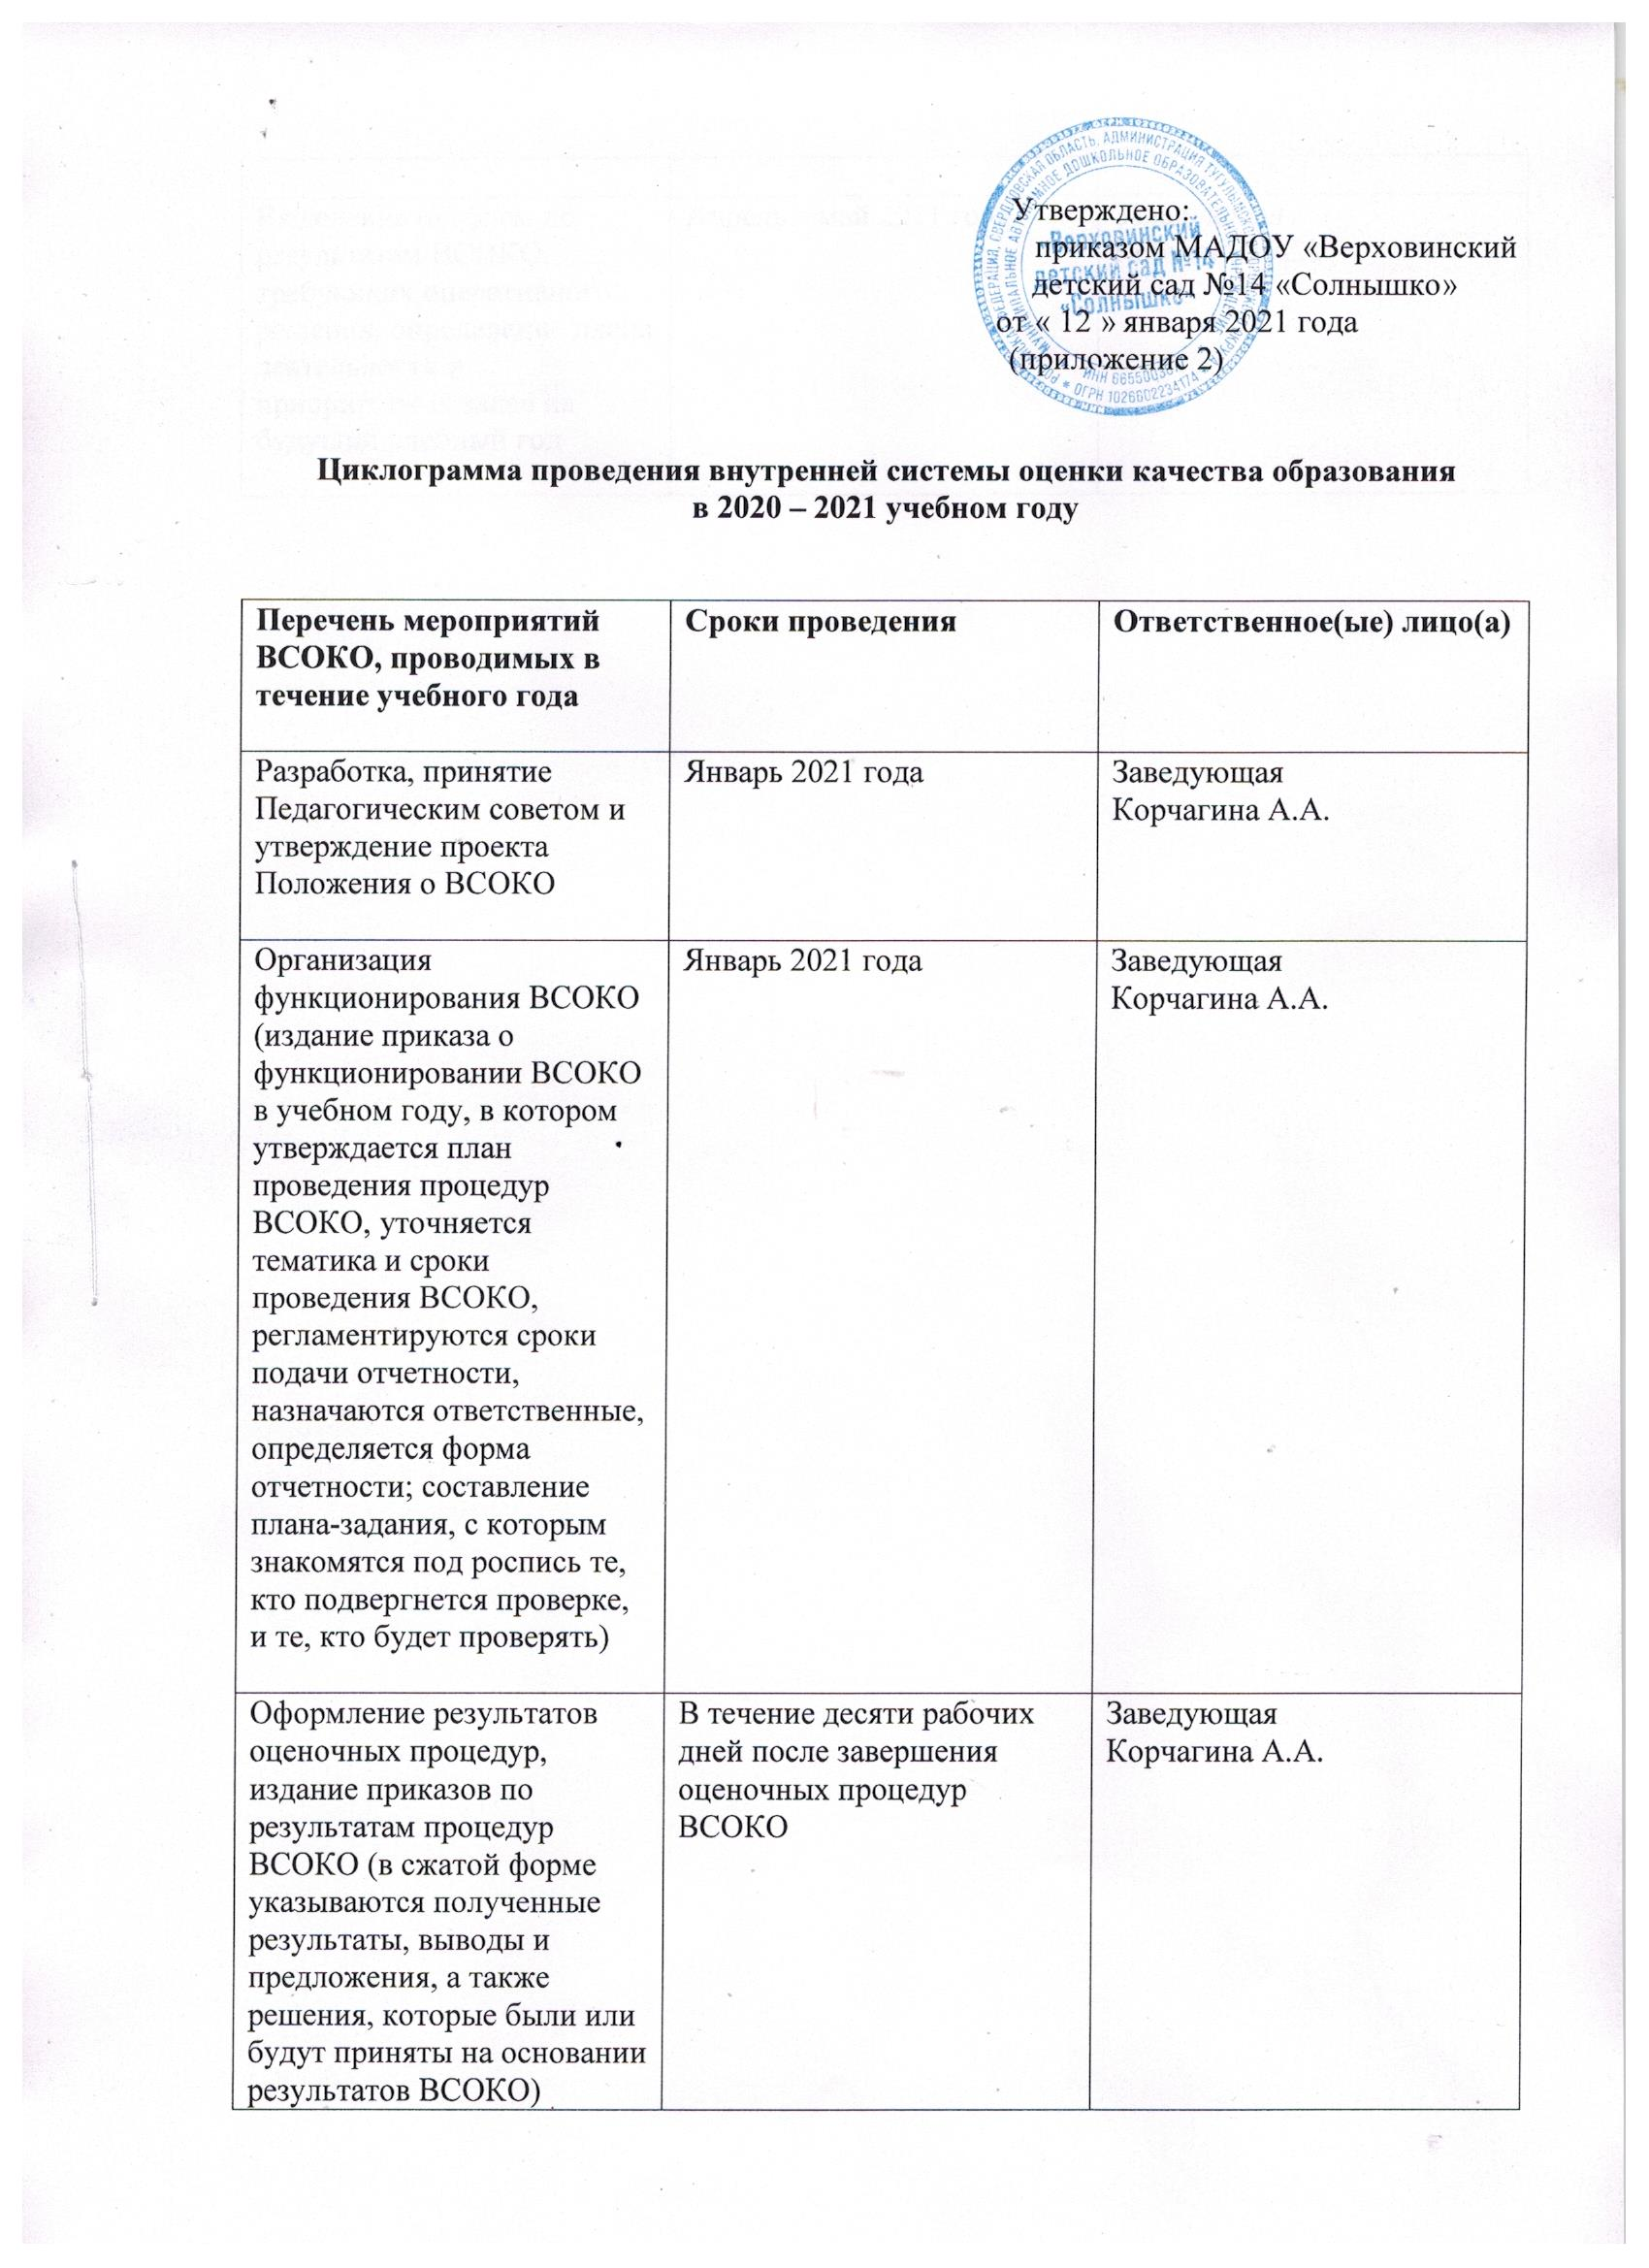 Утверждено:
приказом МАДОУ «Верховинский
детский сад №14 «Солнышко»
от « 12 » января 2021 года
(приложение 2)
«Верховинский
детский сад №14
«Солнышко»
ОГРН 1026602234174
Циклограмма проведения внутренней системы оценки качества образования
в 2020 – 2021 учебном году
Перечень мероприятий
ВСОКО, проводимых в
течение учебного года
Сроки проведения
Ответственное(ые) лицо(а)
Разработка, принятие
Педагогическим советом и
утверждение проекта
Положения о ВСОКО
Январь 2021 года
Заведующая
Корчагина А.А.
Организация
функционирования ВСОКО
(издание приказа о
функционировании ВСОКО
в учебном году, в котором
утверждается план
проведения процедур
ВСОКО, уточняется
тематика и сроки
проведения ВСОКО,
регламентируются сроки
подачи отчетности,
назначаются ответственные,
определяется форма
отчетности; составление
плана-задания, с которым
знакомятся под роспись те,
кто подвергнется проверке,
и те, кто будет проверять)
Январь 2021 года
Заведующая
Корчагина А.А.
Оформление результатов
оценочных процедур,
издание приказов по
результатам процедур
ВСОКО (в сжатой форме
указываются полученные
результаты, выводы и
предложения, а также
решения, которые были или
будут приняты на основании
результатов ВСОКО)
В течение десяти рабочих
дней после завершения
оценочных процедур
ВСОКО
Заведующая
Корчагина А.А.